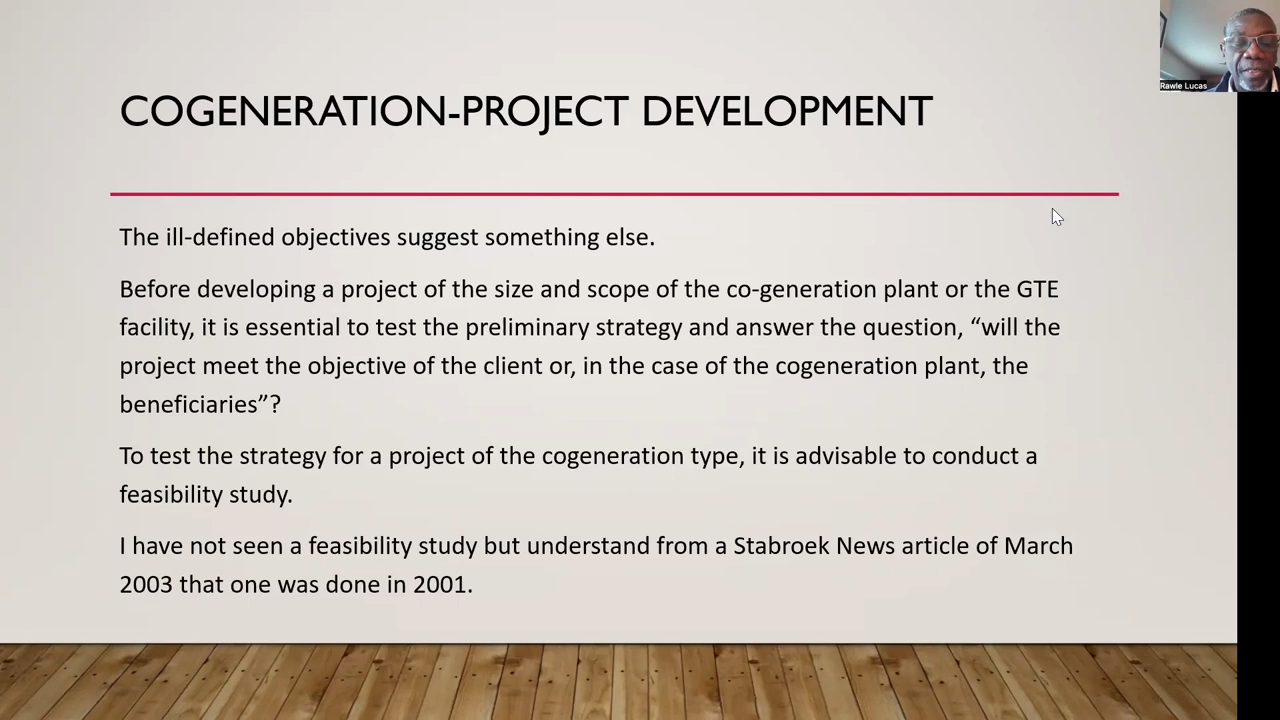 Rawle Lucas
COGENERATION-PROJECT DEVELOPMENT
The ill-defined objectives suggest something else.
Before developing a project of the size and scope of the co-generation plant or the GTE
facility, it is essential to test the preliminary strategy and answer the question, “will the
project meet the objective of the client or, in the case of the cogeneration plant, the
beneficiaries”?
To test the strategy for a project of the cogeneration type, it is advisable to conduct a
feasibility study.
I have not seen a feasibility study but understand from a Stabroek News article of March
2003 that one was done in 2001.